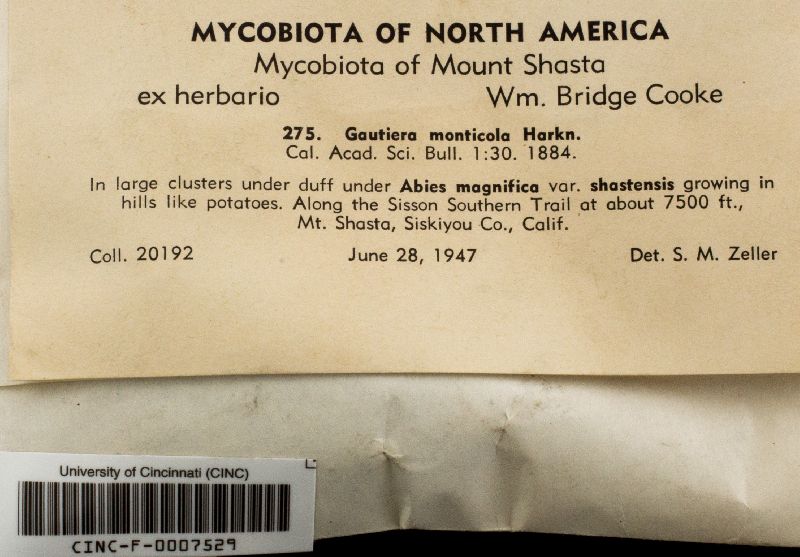 MYCOBIOTA OF NORTH AMERICA
Mycobiota of Mount Shasta
ex herbario Wm. Bridge Cooke
275. Gautiera monticola Harkn.
Cal. Acad. Sci. Bull. 1:30. 1884.
In large clusters under duff under Abies magnifica var. shastensis growing in
hills like potatoes. Along the Sisson Southern Trail at about 7500 ft.,
Mt. Shasta, Siskiyou Co., Calif.
Coll. 20192 June 28, 1947 Det. S. M. Zeller
University of Cincinnati (CINC)
CINC-F-0007529